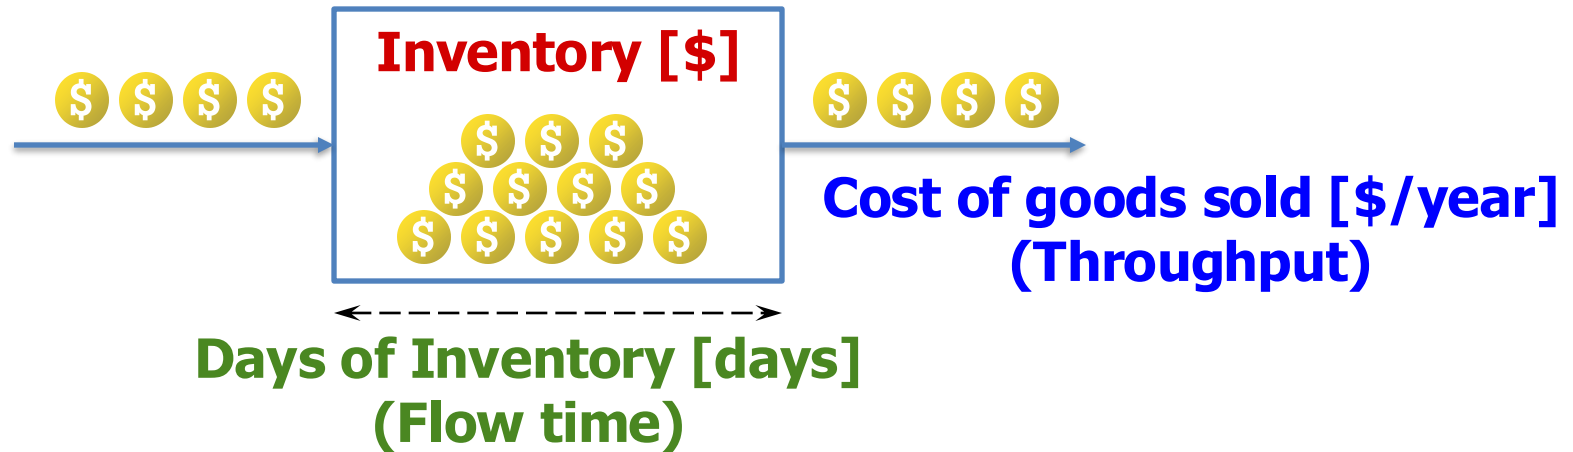 Inventory [$]
$ $ $ $
$ $ $ $
$ $ $
$ $ $ $
$ $ $ $ $
Cost of goods sold [$/year]
(Throughput)
Days of Inventory [days]
(Flow time)